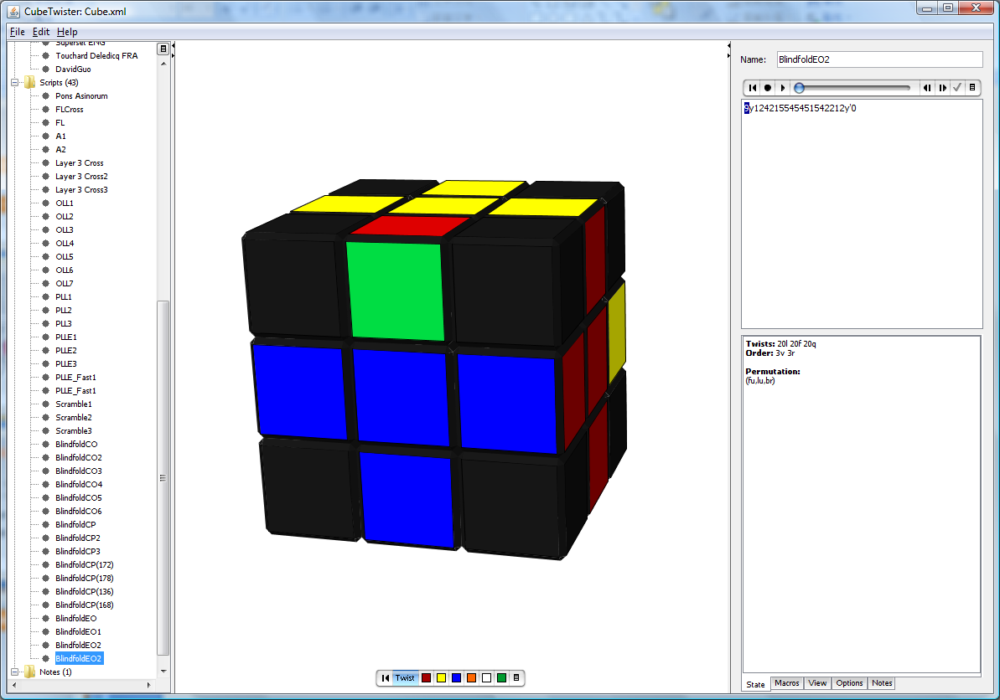 CubeTwister: Cube.xml
File Edit Help
Superset ENG
Touchard Deledicq FRA
DavidGuo
Scripts (43)
Pons Asinorum
FLCross
FL
A1
A2
Layer 3 Cross
Layer 3 Cross2
Layer 3 Cross3
OLL1
OLL2
OLL3
OLL4
OLL5
OLL6
OLL7
PLL1
PLL2
PLL3
PLLE1
PLLE2
PLLE3
PLLE_Fast1
PLLE_Fast1
Scramble1
Scramble2
Scramble3
BlindfoldCO
BlindfoldCO2
BlindfoldCO3
BlindfoldCO4
BlindfoldCO5
BlindfoldCO6
BlindfoldCP
BlindfoldCP2
BlindfoldCP3
BlindfoldCP(172)
BlindfoldCP(178)
BlindfoldCP(136)
BlindfoldCP(168)
BlindfoldEO
BlindfoldEO1
BlindfoldEO2
BlindfoldEO2
Notes (1)
Twist
Name: BlindfoldEO2
9y124215545451542212y'0
Twists: 20l 20f 20q
Order: 3v 3r
Permutation:
(fu,lu,br)
State Macros View Options Notes